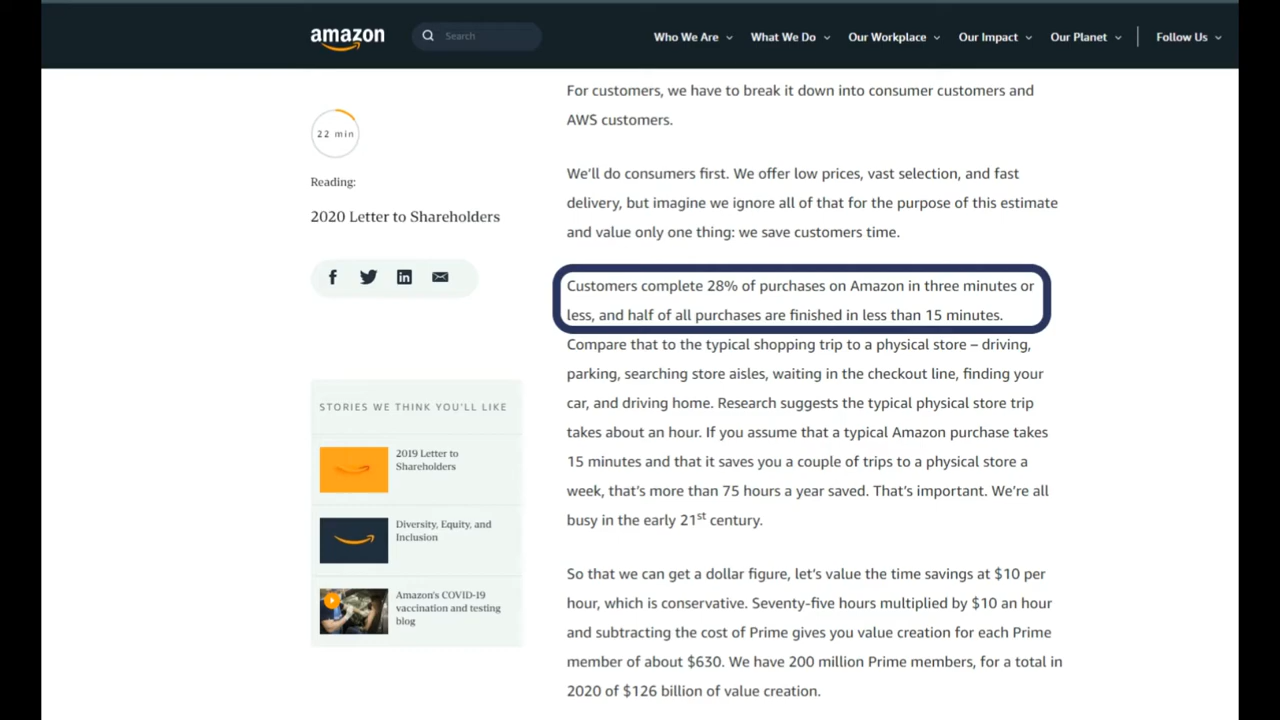 amazon
Search
Who We Are
What We Do
Our Workplace
Our Impact
Our Planet
Follow Us
22 min
Reading:
2020 Letter to Shareholders
STORIES WE THINK YOU'LL LIKE
2019 Letter to
Shareholders
Diversity, Equity, and
Inclusion
Amazon's COVID-19
vaccination and testing
blog
For customers, we have to break it down into consumer customers and
AWS customers.
We'll do consumers first. We offer low prices, vast selection, and fast
delivery, but imagine we ignore all of that for the purpose of this estimate
and value only one thing: we save customers time.
Customers complete 28% of purchases on Amazon in three minutes or
less, and half of all purchases are finished in less than 15 minutes.
Compare that to the typical shopping trip to a physical store – driving,
parking, searching store aisles, waiting in the checkout line, finding your
car, and driving home. Research suggests the typical physical store trip
takes about an hour. If you assume that a typical Amazon purchase takes
15 minutes and that it saves you a couple of trips to a physical store a
week, that's more than 75 hours a year saved. That's important. We're all
busy in the early 21st century.
So that we can get a dollar figure, let's value the time savings at $10 per
hour, which is conservative. Seventy-five hours multiplied by $10 an hour
and subtracting the cost of Prime gives you value creation for each Prime
member of about $630. We have 200 million Prime members, for a total in
2020 of $126 billion of value creation.